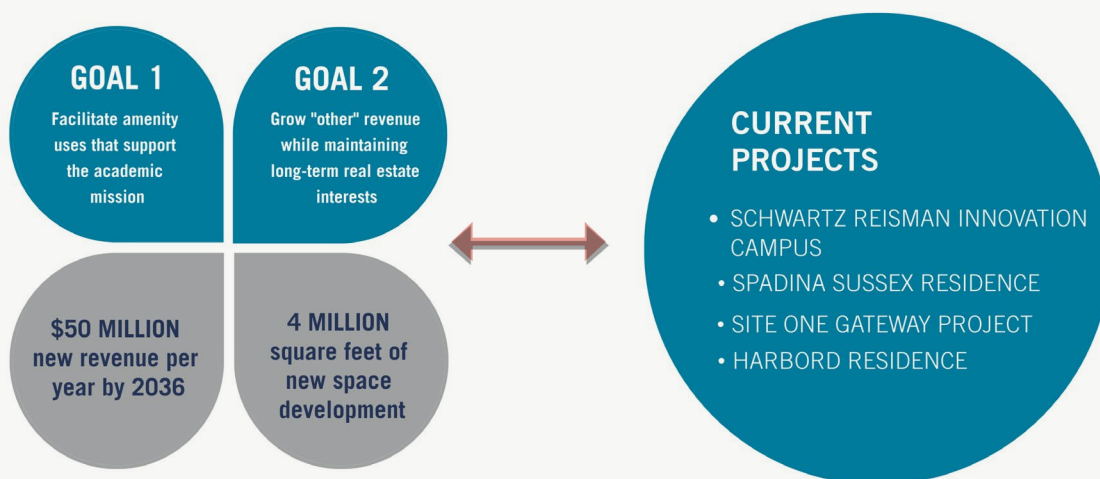 GOAL 1
Facilitate amenity
uses that support
the academic
mission
GOAL 2
Grow "other" revenue
while maintaining
long-term real estate
interests
$50 MILLION
new revenue per
year by 2036
4 MILLION
square feet of
new space
development
CURRENT
PROJECTS
• SCHWARTZ REISMAN INNOVATION
CAMPUS
• SPADINA SUSSEX RESIDENCE
• SITE ONE GATEWAY PROJECT
• HARBORD RESIDENCE